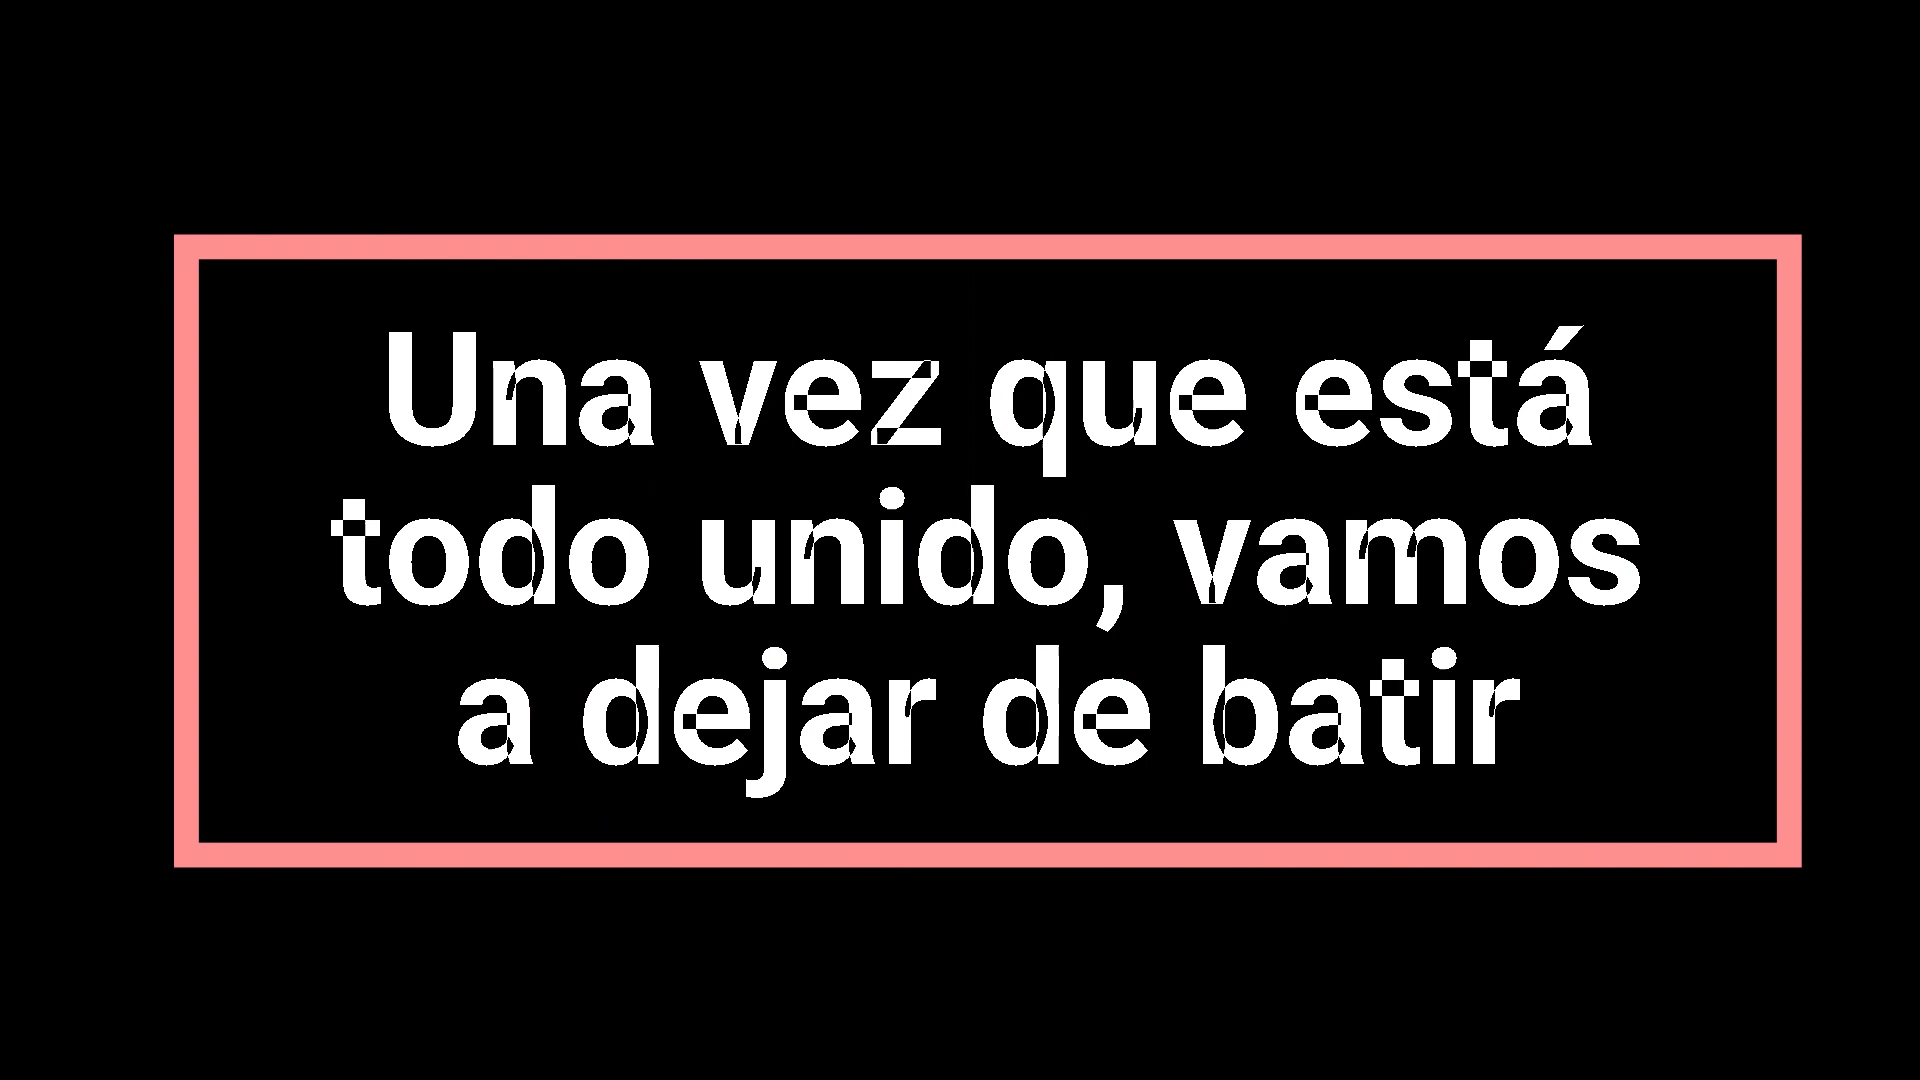 Una vez que está
todo unido, vamos
a dejar de batir